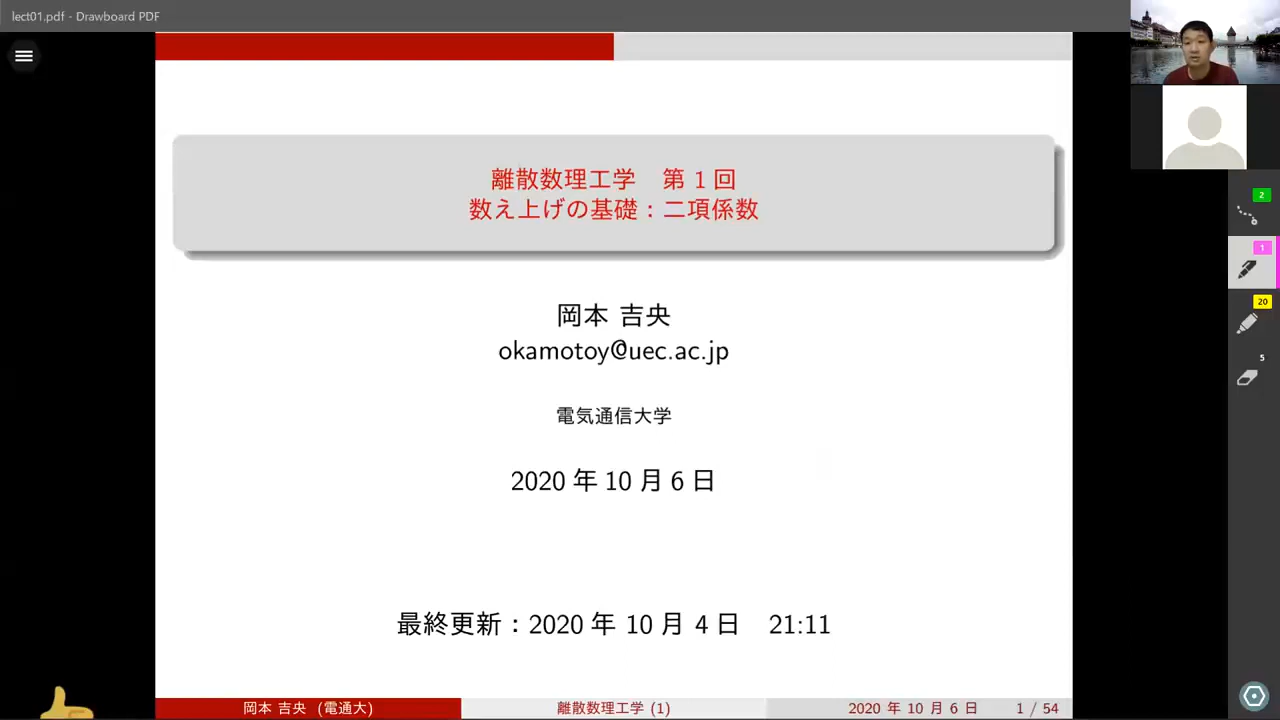 lect01.pdf - Drawboard PDF
離散数理工学　第 1 回
数え上げの基礎：二項係数
岡本 吉央
okamotoy@uec.ac.jp
電気通信大学
2020 年 10 月 6 日
最終更新：2020 年 10 月 4 日　21:11
岡本 吉央 (電通大)
離散数理工学 (1)
2020 年 10 月 6 日
1 / 54
2
1
20
5